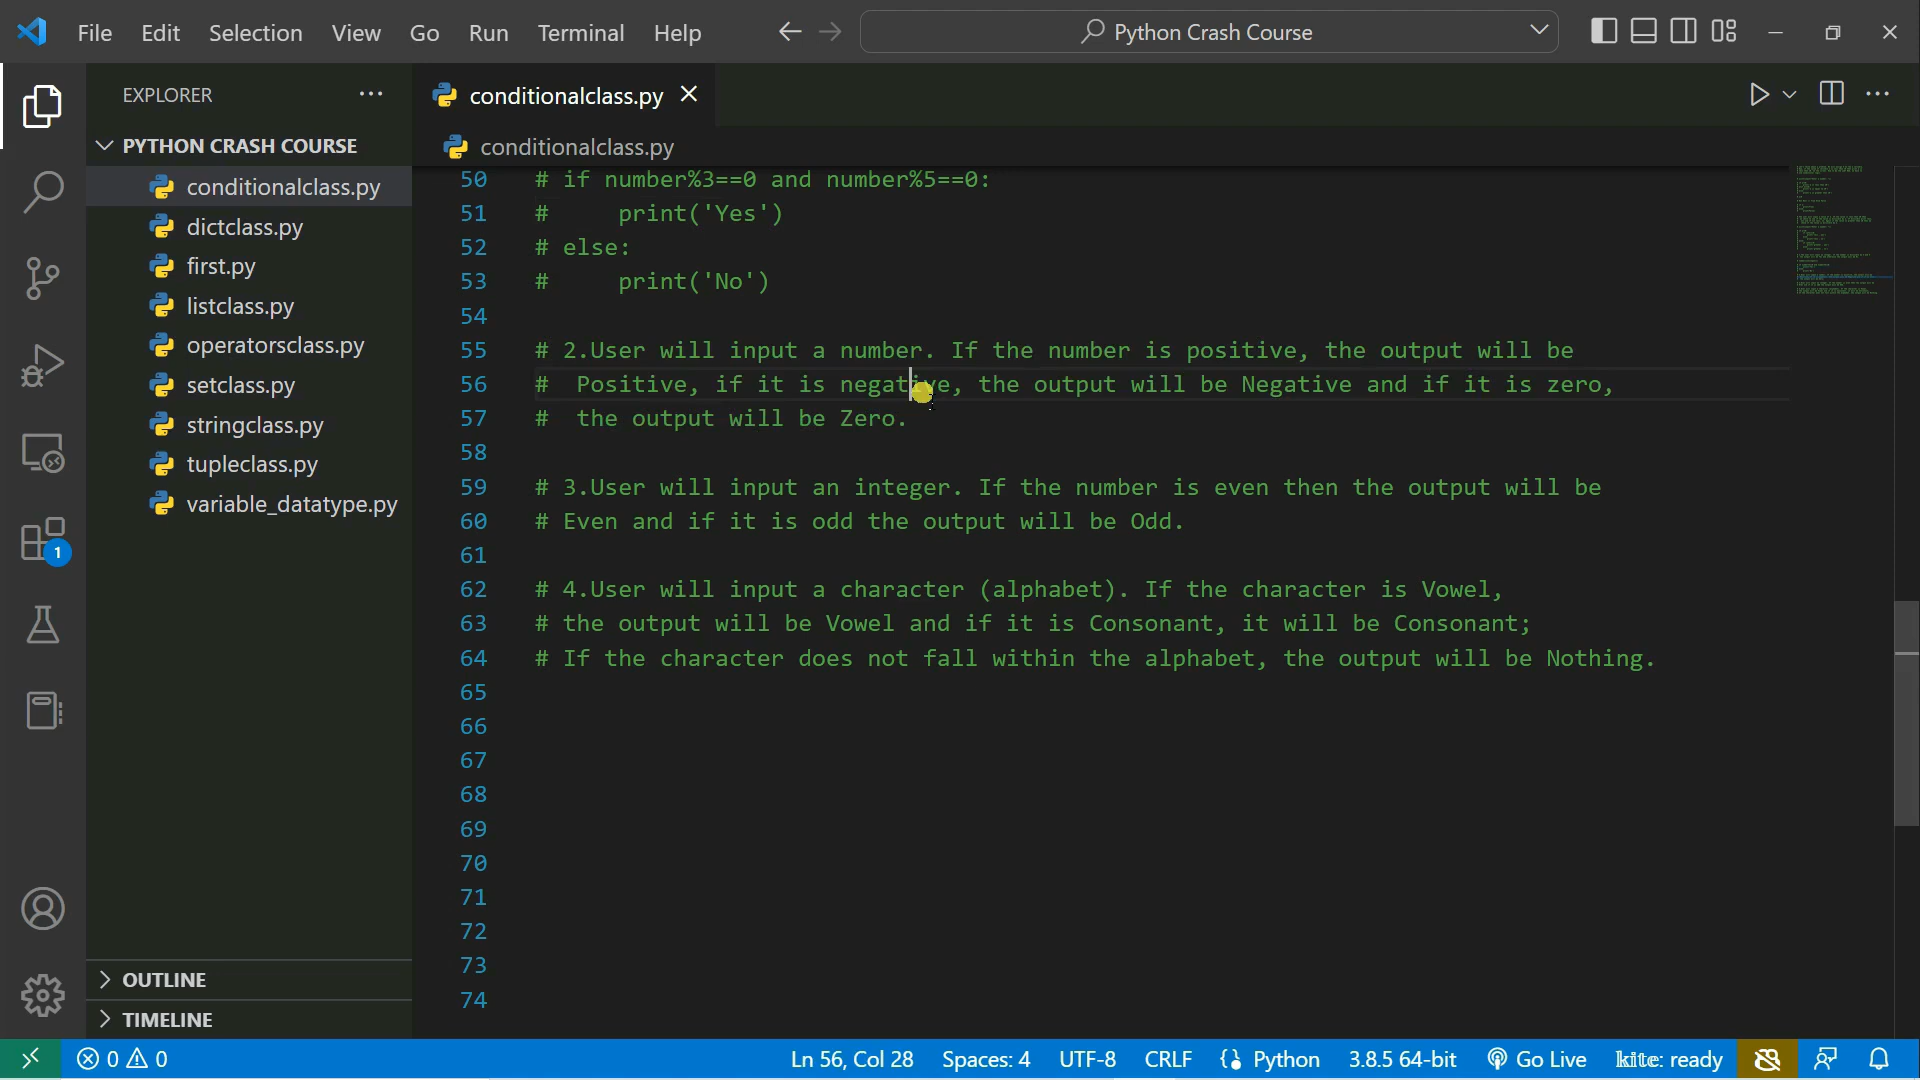 File Edit Selection View Go Run Terminal Help Python Crash Course
EXPLORER
PYTHON CRASH COURSE
conditionalclass.py
dictclass.py
first.py
listclass.py
operatorsclass.py
setclass.py
stringclass.py
tupleclass.py
variable_datatype.py
OUTLINE
TIMELINE
1
conditionalclass.py
conditionalclass.py
50 # if number%3==0 and number%5==0:
51 #     print('Yes')
52 # else:
53 #     print('No')
54
55 # 2.User will input a number. If the number is positive, the output will be
56 #  Positive, if it is negative, the output will be Negative and if it is zero,
57 #  the output will be Zero.
58
59 # 3.User will input an integer. If the number is even then the output will be
60 # Even and if it is odd the output will be Odd.
61
62 # 4.User will input a character (alphabet). If the character is Vowel,
63 # the output will be Vowel and if it is Consonant, it will be Consonant;
64 # If the character does not fall within the alphabet, the output will be Nothing.
65
66
67
68
69
70
71
72
73
74
0 0 Ln 56, Col 28 Spaces: 4 UTF-8 CRLF Python 3.8.5 64-bit Go Live kite: ready